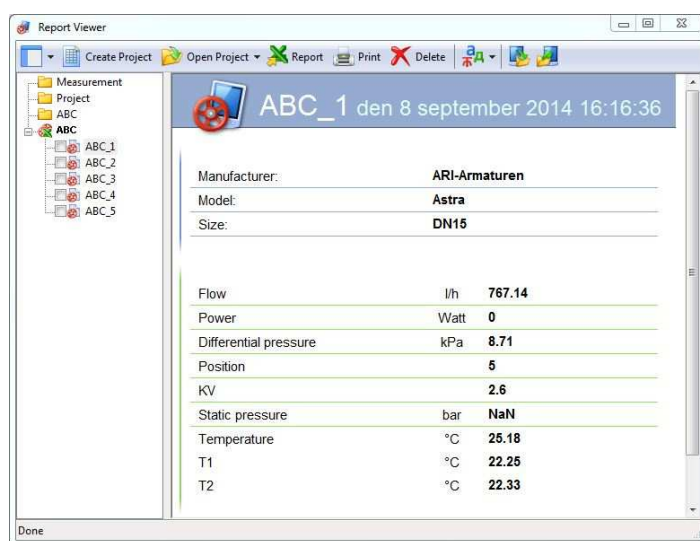 Report Viewer
Create Project Open Project Report Print Delete
Measurement
Project
ABC
ABC
ABC_1
ABC_2
ABC_3
ABC_4
ABC_5
ABC_1 den 8 september 2014 16:16:36
Manufacturer: ARI-Armaturen
Model: Astra
Size: DN15
Flow l/h 767.14
Power Watt 0
Differential pressure kPa 8.71
Position 5
KV 2.6
Static pressure bar NaN
Temperature °C 25.18
T1 °C 22.25
T2 °C 22.33
Done